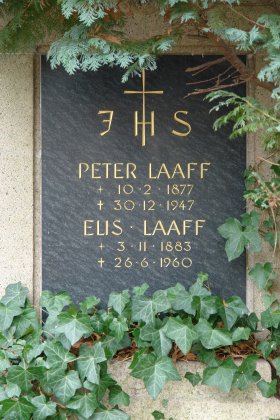 IHS
PETER LAAFF
+ 10·2·1877
✝ 30·12·1947
ELIS·LAAFF
+ 3·11·1883
✝ 26·6·1960